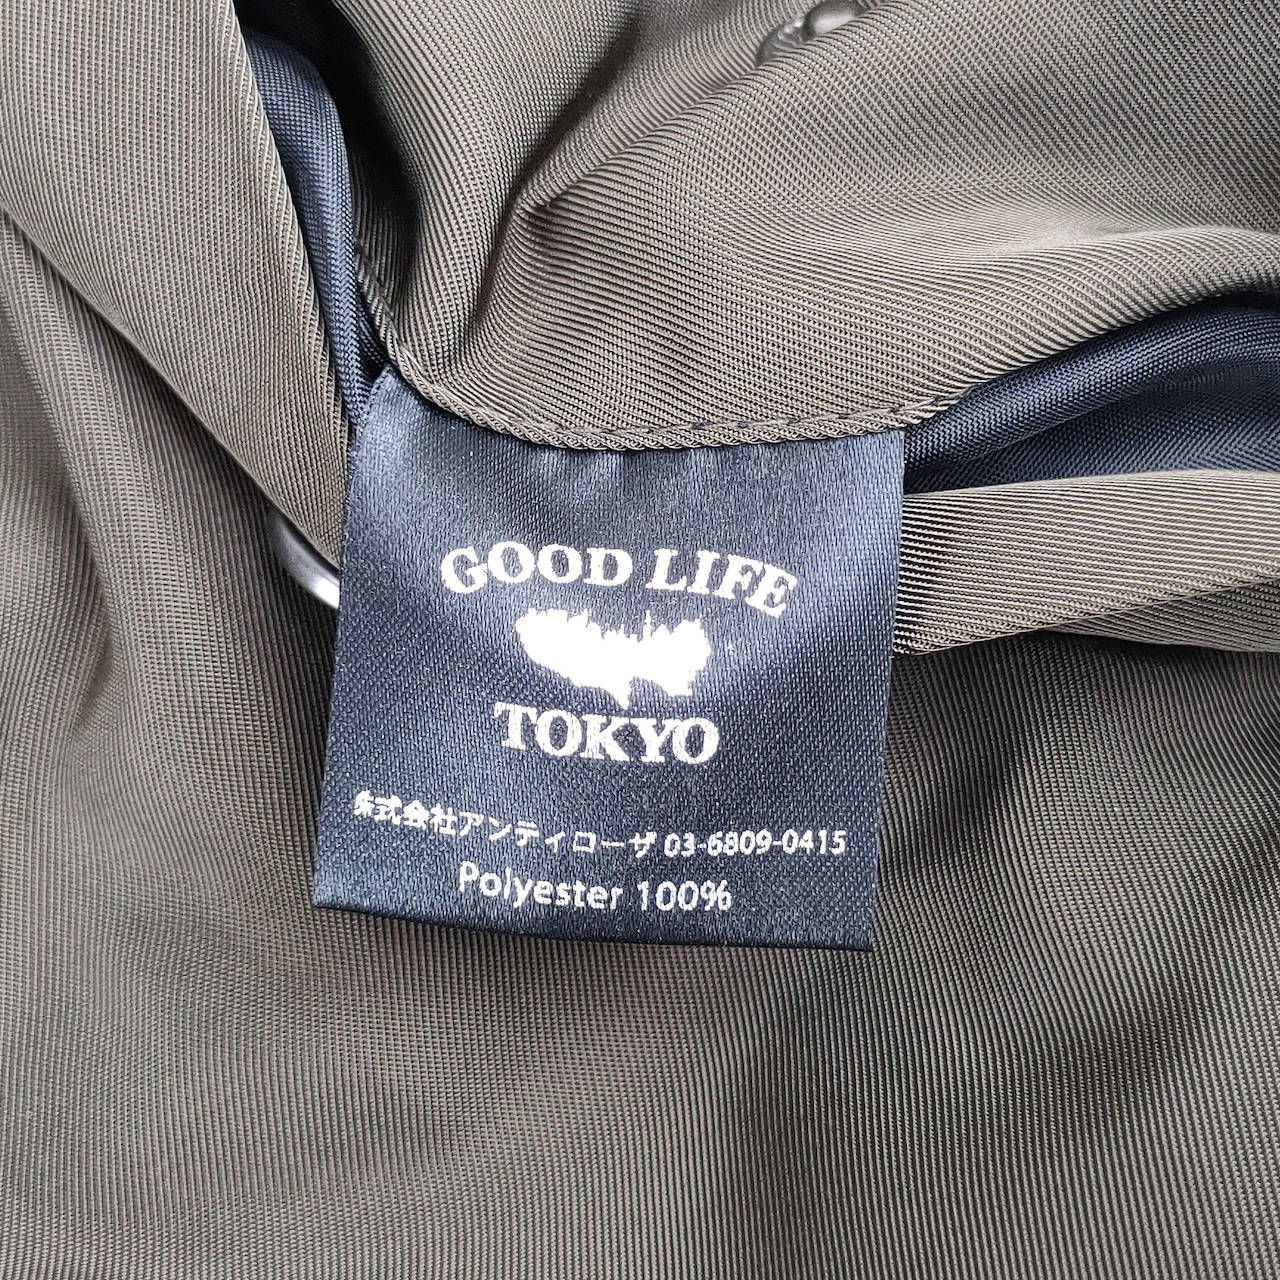 GOOD LIFE
TOKYO
株式会社アンティローザ 03-6809-0415
Polyester 100%